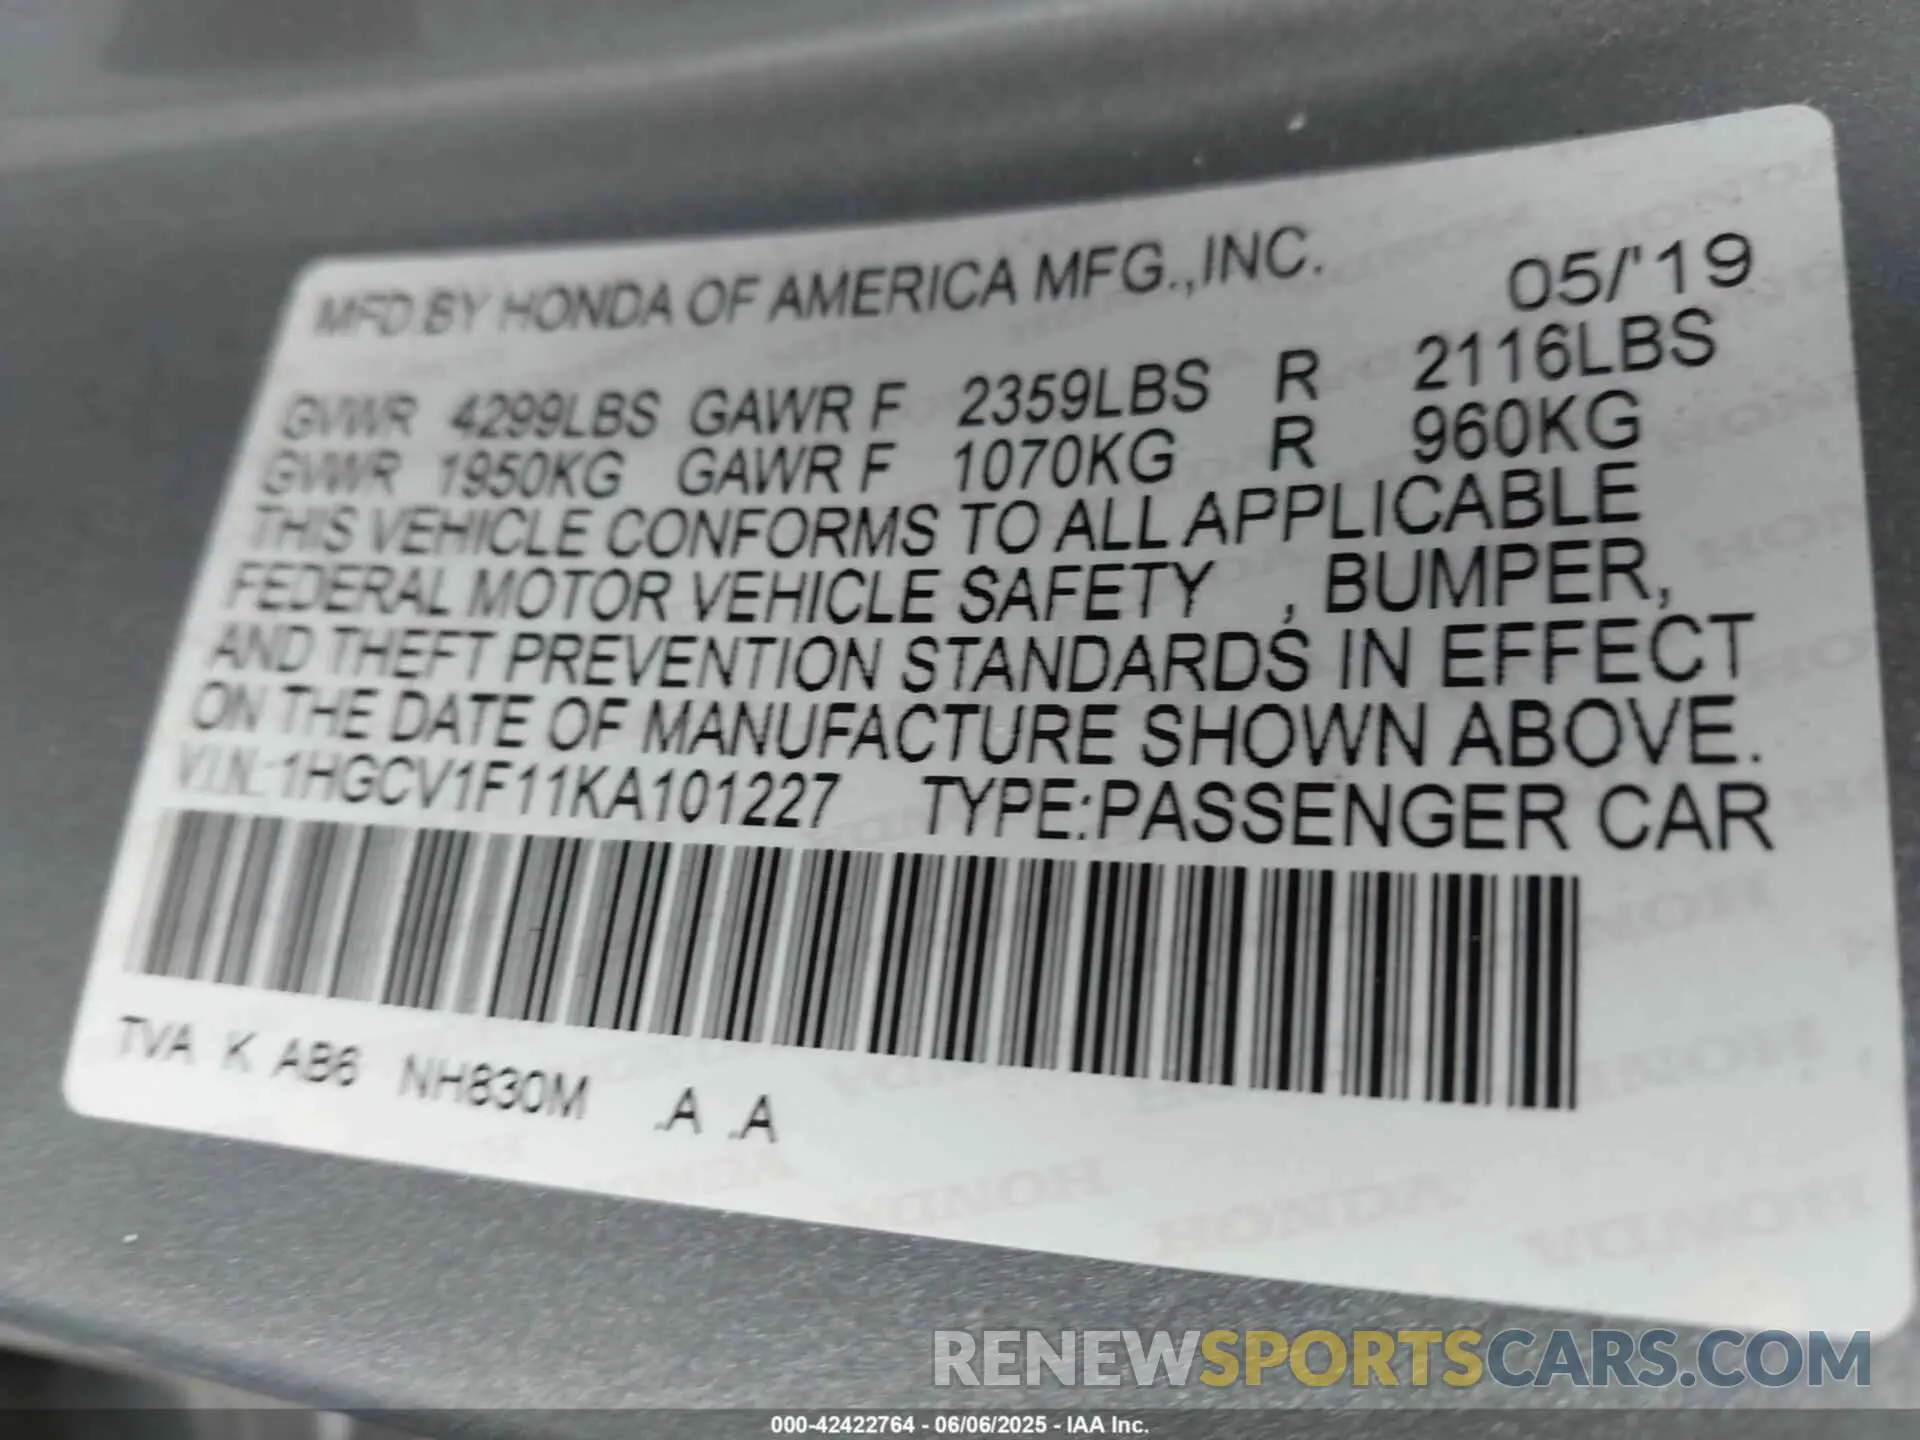 MFD.BY HONDA OF AMERICA MFG.,INC. 05/'19
GVWR 4299LBS GAWR F 2359LBS R 2116LBS
GVWR 1950KG GAWR F 1070KG R 960KG
THIS VEHICLE CONFORMS TO ALL APPLICABLE
FEDERAL MOTOR VEHICLE SAFETY , BUMPER,
AND THEFT PREVENTION STANDARDS IN EFFECT
ON THE DATE OF MANUFACTURE SHOWN ABOVE.
V.I.N.:1HGCV1F11KA101227 TYPE:PASSENGER CAR
TVA K AB6 NH830M .A .A
RENEWSPORTSCARS.COM
000-42422764 - 06/06/2025 - IAA Inc.